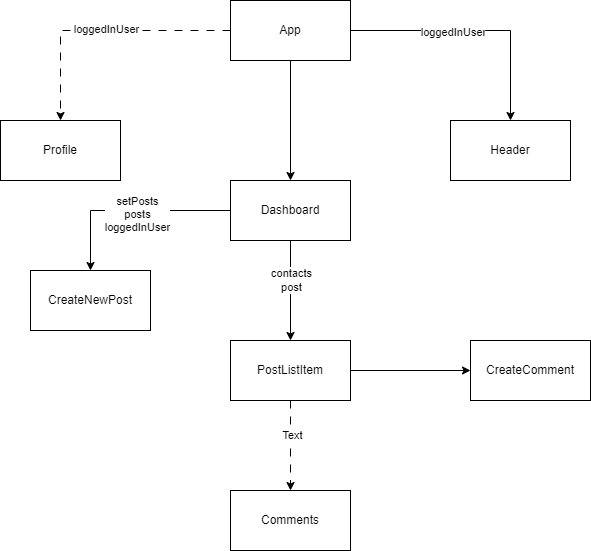 App
loggedInUser
loggedInUser
Profile
Header
Dashboard
setPosts
posts
loggedInUser
contacts
post
CreateNewPost
PostListItem
CreateComment
Text
Comments